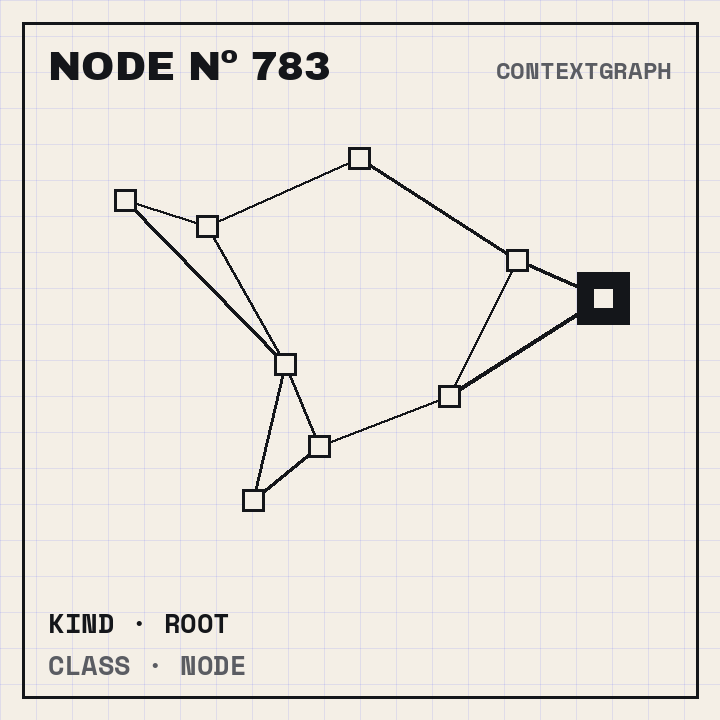 NODE Nº 783
CONTEXTGRAPH
KIND · ROOT
CLASS · NODE